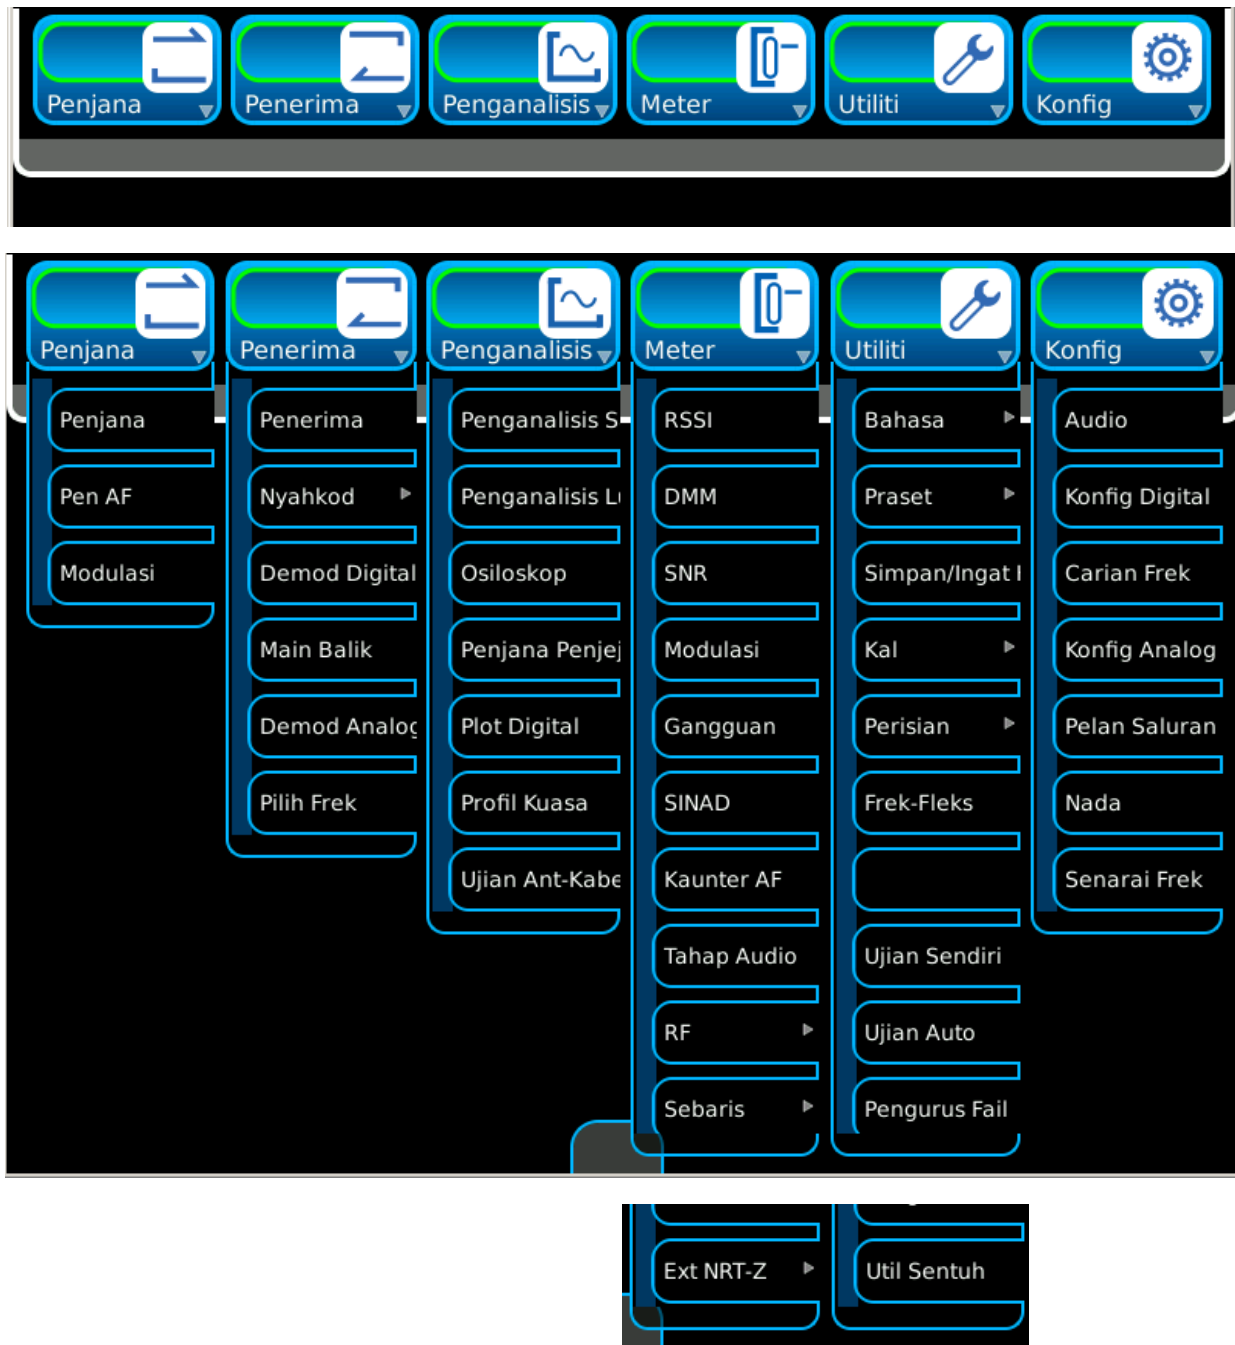 Penjana
Penerima
Penganalisis
Meter
Utiliti
Konfig
Penjana
Penerima
Penganalisis
Meter
Utiliti
Konfig
Penjana
Pen AF
Modulasi
Penerima
Nyahkod
Demod Digital
Main Balik
Demod Analog
Pilih Frek
Penganalisis S
Penganalisis
Osiloskop
Penjana Penjej
Plot Digital
Profil Kuasa
Ujian Ant-Kabe
RSSI
DMM
SNR
Modulasi
Gangguan
SINAD
Kaunter AF
Tahap Audio
RF
Sebaris
Bahasa
Praset
Simpan/Ingat
Kal
Perisian
Frek-Fleks
Ujian Sendiri
Ujian Auto
Pengurus Fail
Audio
Konfig Digital
Carian Frek
Konfig Analog
Pelan Saluran
Nada
Senarai Frek
Ext NRT-Z
Util Sentuh